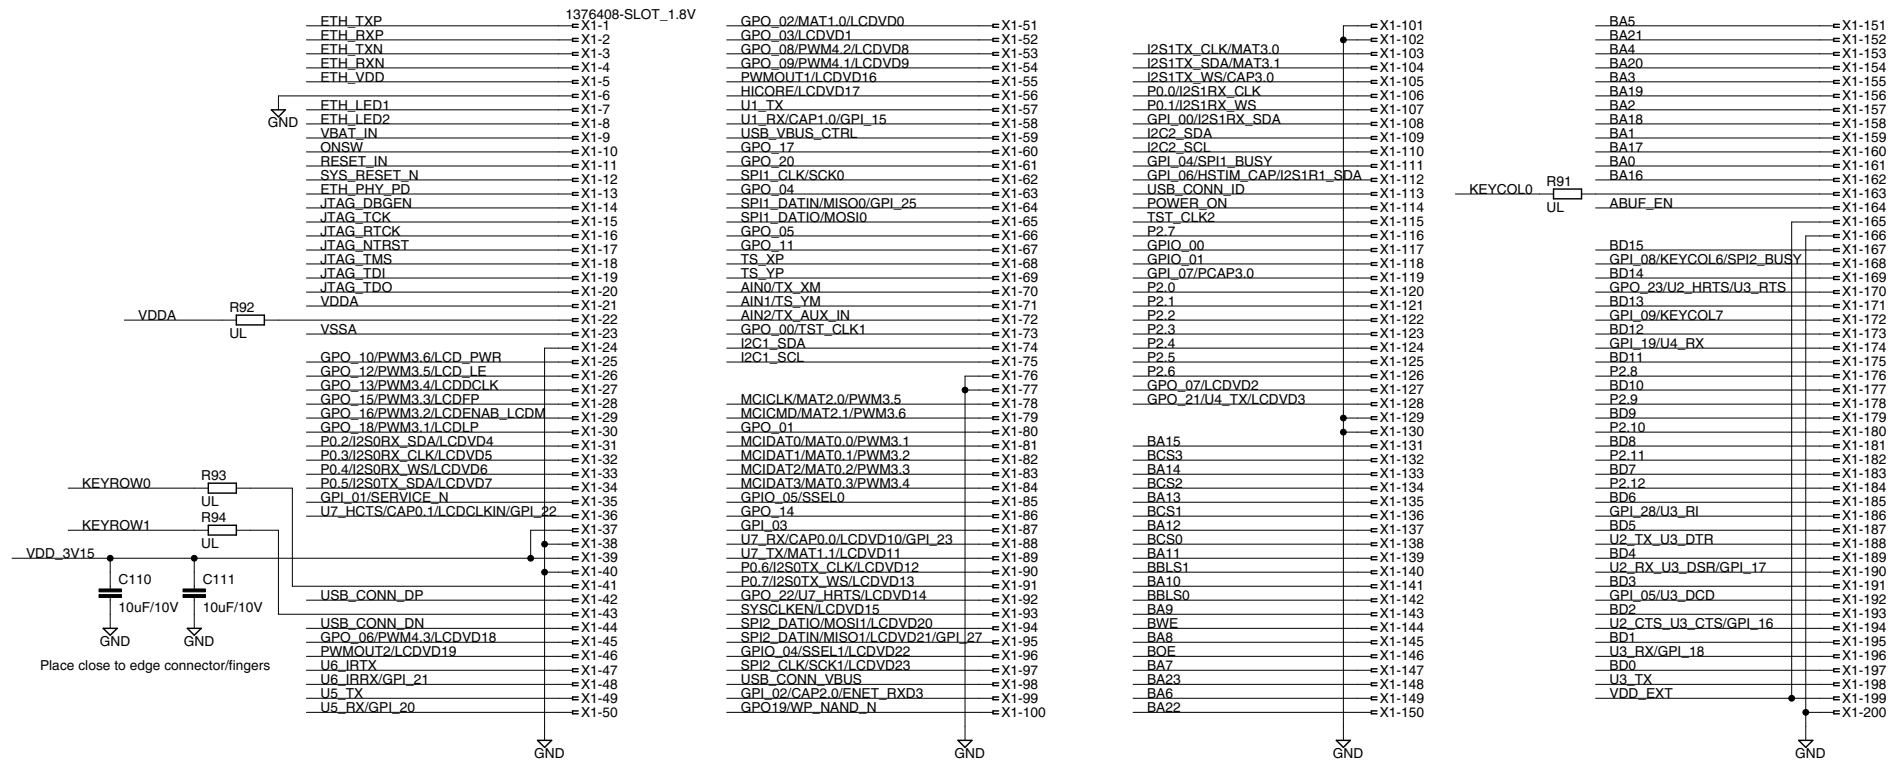 1376408-SLOT_1.8V
ETH_TXP X1-1
ETH_RXP X1-2
ETH_TXN X1-3
ETH_RXN X1-4
ETH_VDD X1-5
X1-6
GND
ETH_LED1 X1-7
ETH_LED2 X1-8
VBAT_IN X1-9
ONSW X1-10
RESET_IN X1-11
SYS_RESET_N X1-12
ETH_PHY_PD X1-13
JTAG_DBGEN X1-14
JTAG_TCK X1-15
JTAG_RTCK X1-16
JTAG_NTRST X1-17
JTAG_TMS X1-18
JTAG_TDI X1-19
JTAG_TDO X1-20
VDDA X1-21
VDDA R92 UL X1-22
VSSA X1-23
X1-24
GPO_10/PWM3.6/LCD_PWR X1-25
GPO_12/PWM3.5/LCD_LE X1-26
GPO_13/PWM3.4/LCDDCLK X1-27
GPO_15/PWM3.3/LCDFP X1-28
GPO_16/PWM3.2/LCDENAB_LCDM X1-29
GPO_18/PWM3.1/LCDLP X1-30
P0.2/I2S0RX_SDA/LCDVD4 X1-31
P0.3/I2S0RX_CLK/LCDVD5 X1-32
P0.4/I2S0RX_WS/LCDVD6 X1-33
P0.5/I2S0TX_SDA/LCDVD7 X1-34
KEYROW0 R93 UL
GPI_01/SERVICE_N X1-35
U7_HCTS/CAP0.1/LCDCLKIN/GPI_22 X1-36
KEYROW1 R94 UL
X1-37
X1-38
VDD_3V15 X1-39
X1-40
C110 10uF/10V GND
C111 10uF/10V GND
X1-41
USB_CONN_DP X1-42
X1-43
USB_CONN_DN X1-44
GPO_06/PWM4.3/LCDVD18 X1-45
PWMOUT2/LCDVD19 X1-46
Place close to edge connector/fingers
U6_IRTX X1-47
U6_IRRX/GPI_21 X1-48
U5_TX X1-49
U5_RX/GPI_20 X1-50
GND
GPO_02/MAT1.0/LCDVD0 X1-51
GPO_03/LCDVD1 X1-52
GPO_08/PWM4.2/LCDVD8 X1-53
GPO_09/PWM4.1/LCDVD9 X1-54
PWMOUT1/LCDVD16 X1-55
HICORE/LCDVD17 X1-56
U1_TX X1-57
U1_RX/CAP1.0/GPI_15 X1-58
USB_VBUS_CTRL X1-59
GPO_17 X1-60
GPO_20 X1-61
SPI1_CLK/SCK0 X1-62
GPO_04 X1-63
SPI1_DATIN/MISO0/GPI_25 X1-64
SPI1_DATIO/MOSI0 X1-65
GPO_05 X1-66
GPO_11 X1-67
TS_XP X1-68
TS_YP X1-69
AIN0/TX_XM X1-70
AIN1/TS_YM X1-71
AIN2/TX_AUX_IN X1-72
GPO_00/TST_CLK1 X1-73
I2C1_SDA X1-74
I2C1_SCL X1-75
X1-76
X1-77
MCICLK/MAT2.0/PWM3.5 X1-78
MCICMD/MAT2.1/PWM3.6 X1-79
GPO_01 X1-80
MCIDAT0/MAT0.0/PWM3.1 X1-81
MCIDAT1/MAT0.1/PWM3.2 X1-82
MCIDAT2/MAT0.2/PWM3.3 X1-83
MCIDAT3/MAT0.3/PWM3.4 X1-84
GPIO_05/SSEL0 X1-85
GPO_14 X1-86
GPI_03 X1-87
U7_RX/CAP0.0/LCDVD10/GPI_23 X1-88
U7_TX/MAT1.1/LCDVD11 X1-89
P0.6/I2S0TX_CLK/LCDVD12 X1-90
P0.7/I2S0TX_WS/LCDVD13 X1-91
GPO_22/U7_HRTS/LCDVD14 X1-92
SYSCLKEN/LCDVD15 X1-93
SPI2_DATIO/MOSI1/LCDVD20 X1-94
SPI2_DATIN/MISO1/LCDVD21/GPI_27 X1-95
GPIO_04/SSEL1/LCDVD22 X1-96
SPI2_CLK/SCK1/LCDVD23 X1-97
USB_CONN_VBUS X1-98
GPI_02/CAP2.0/ENET_RXD3 X1-99
GPO19/WP_NAND_N X1-100
GND
X1-101
X1-102
I2S1TX_CLK/MAT3.0 X1-103
I2S1TX_SDA/MAT3.1 X1-104
I2S1TX_WS/CAP3.0 X1-105
P0.0/I2S1RX_CLK X1-106
P0.1/I2S1RX_WS X1-107
GPI_00/I2S1RX_SDA X1-108
I2C2_SDA X1-109
I2C2_SCL X1-110
GPI_04/SPI1_BUSY X1-111
GPI_06/HSTIM_CAP/I2S1R1_SDA X1-112
USB_CONN_ID X1-113
POWER_ON X1-114
TST_CLK2 X1-115
P2.7 X1-116
GPIO_00 X1-117
GPIO_01 X1-118
GPI_07/PCAP3.0 X1-119
P2.0 X1-120
P2.1 X1-121
P2.2 X1-122
P2.3 X1-123
P2.4 X1-124
P2.5 X1-125
P2.6 X1-126
GPO_07/LCDVD2 X1-127
GPO_21/U4_TX/LCDVD3 X1-128
X1-129
X1-130
BA15 X1-131
BCS3 X1-132
BA14 X1-133
BCS2 X1-134
BA13 X1-135
BCS1 X1-136
BA12 X1-137
BCS0 X1-138
BA11 X1-139
BBLS1 X1-140
BA10 X1-141
BBLS0 X1-142
BA9 X1-143
BWE X1-144
BA8 X1-145
BOE X1-146
BA7 X1-147
BA23 X1-148
BA6 X1-149
BA22 X1-150
GND
BA5 X1-151
BA21 X1-152
BA4 X1-153
BA20 X1-154
BA3 X1-155
BA19 X1-156
BA2 X1-157
BA18 X1-158
BA1 X1-159
BA17 X1-160
BA0 X1-161
BA16 X1-162
KEYCOL0 R91 UL X1-163
ABUF_EN X1-164
X1-165
X1-166
BD15 X1-167
GPI_08/KEYCOL6/SPI2_BUSY X1-168
BD14 X1-169
GPO_23/U2_HRTS/U3_RTS X1-170
BD13 X1-171
GPI_09/KEYCOL7 X1-172
BD12 X1-173
GPI_19/U4_RX X1-174
BD11 X1-175
P2.8 X1-176
BD10 X1-177
P2.9 X1-178
BD9 X1-179
P2.10 X1-180
BD8 X1-181
P2.11 X1-182
BD7 X1-183
P2.12 X1-184
BD6 X1-185
GPI_28/U3_RI X1-186
BD5 X1-187
U2_TX_U3_DTR X1-188
BD4 X1-189
U2_RX_U3_DSR/GPI_17 X1-190
BD3 X1-191
GPI_05/U3_DCD X1-192
BD2 X1-193
U2_CTS_U3_CTS/GPI_16 X1-194
BD1 X1-195
U3_RX/GPI_18 X1-196
BD0 X1-197
U3_TX X1-198
VDD_EXT X1-199
X1-200
GND